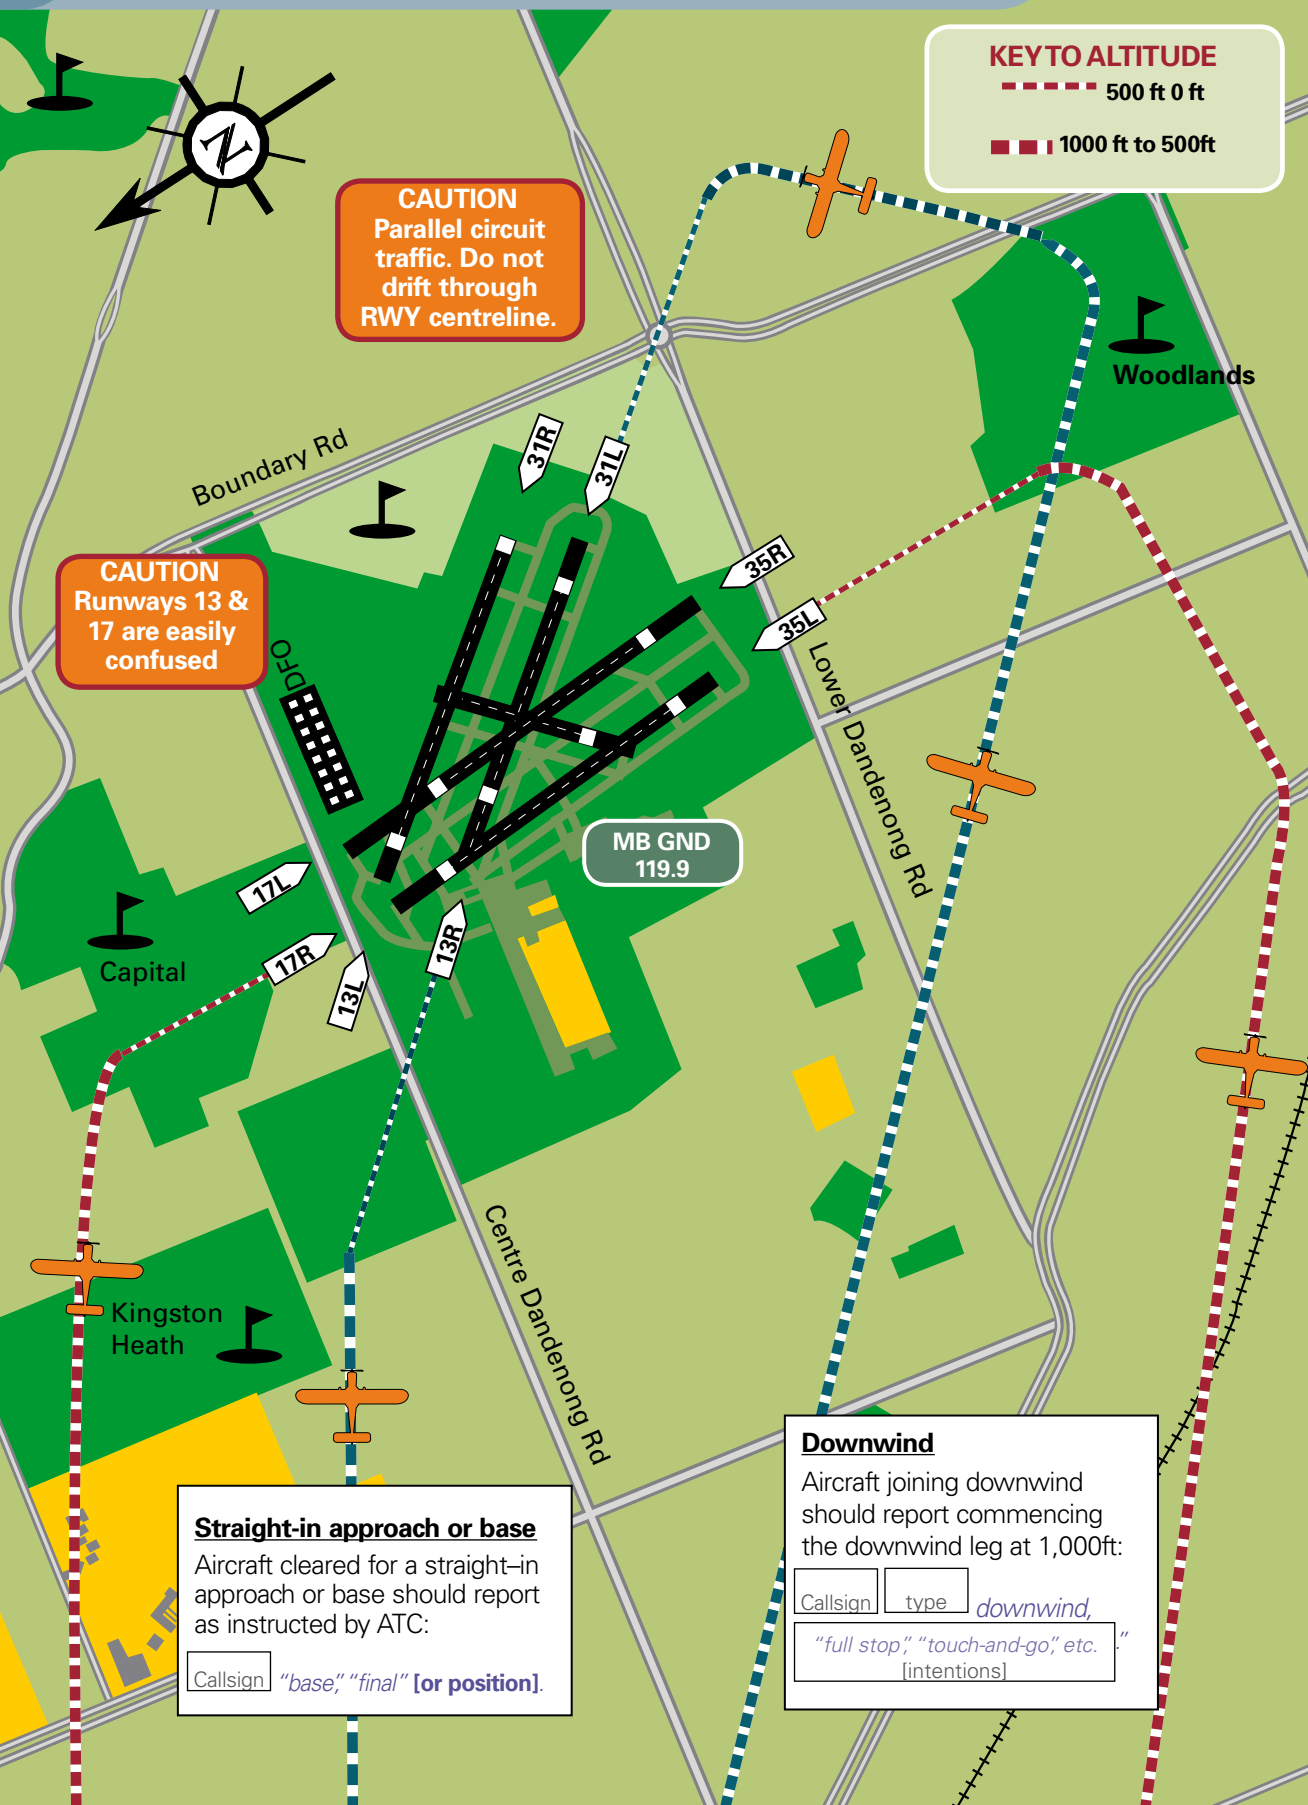 KEY TO ALTITUDE
500 ft 0 ft
1000 ft to 500ft
N
CAUTION
Parallel circuit
traffic. Do not
drift through
RWY centreline.
Woodlands
Boundary Rd
31R
31L
35R
35L
CAUTION
Runways 13 &
17 are easily
confused
DFO
Lower Dandenong Rd
MB GND
119.9
17L
17R
13L
13R
Capital
Kingston
Heath
Centre Dandenong Rd
Straight-in approach or base
Aircraft cleared for a straight–in
approach or base should report
as instructed by ATC:
Callsign “base”, “final” [or position].
Downwind
Aircraft joining downwind
should report commencing
the downwind leg at 1,000ft:
Callsign type downwind,
“full stop”, “touch-and-go”, etc. .”
[intentions]